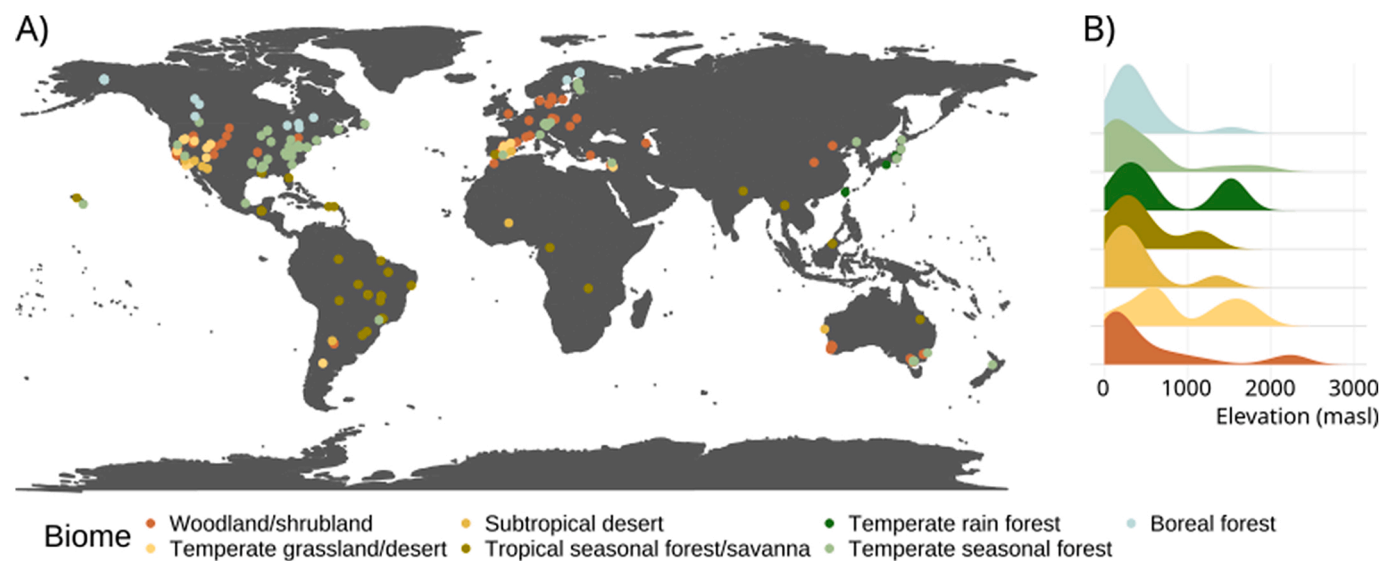 A)
B)
0 1000 2000 3000
Elevation (masl)
Biome
Woodland/shrubland Subtropical desert Temperate rain forest Boreal forest
Temperate grassland/desert Tropical seasonal forest/savanna Temperate seasonal forest